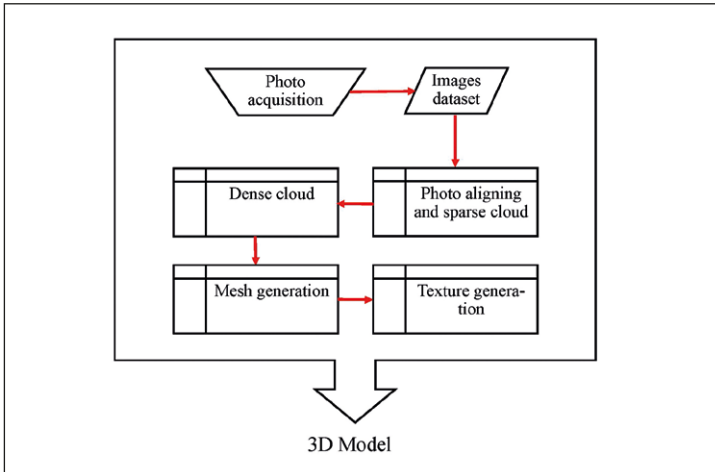 Photo
acquisition
Images
dataset
Dense cloud
Photo aligning
and sparse cloud
Mesh generation
Texture genera-
tion
3D Model